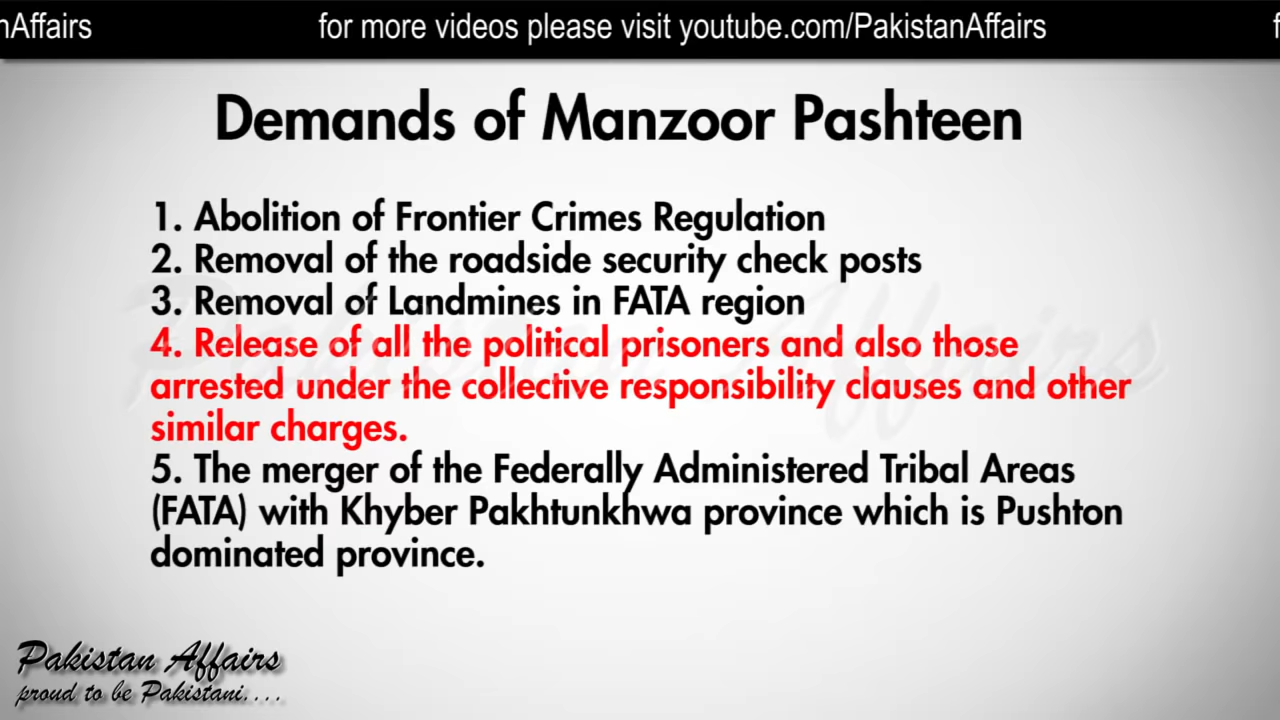 nAffairs for more videos please visit youtube.com/PakistanAffairs f
Demands of Manzoor Pashteen
1. Abolition of Frontier Crimes Regulation
2. Removal of the roadside security check posts
3. Removal of Landmines in FATA region
4. Release of all the political prisoners and also those
arrested under the collective responsibility clauses and other
similar charges.
5. The merger of the Federally Administered Tribal Areas
(FATA) with Khyber Pakhtunkhwa province which is Pushton
dominated province.
Pakistan Affairs
Pakistan Affairs
proud to be Pakistani....